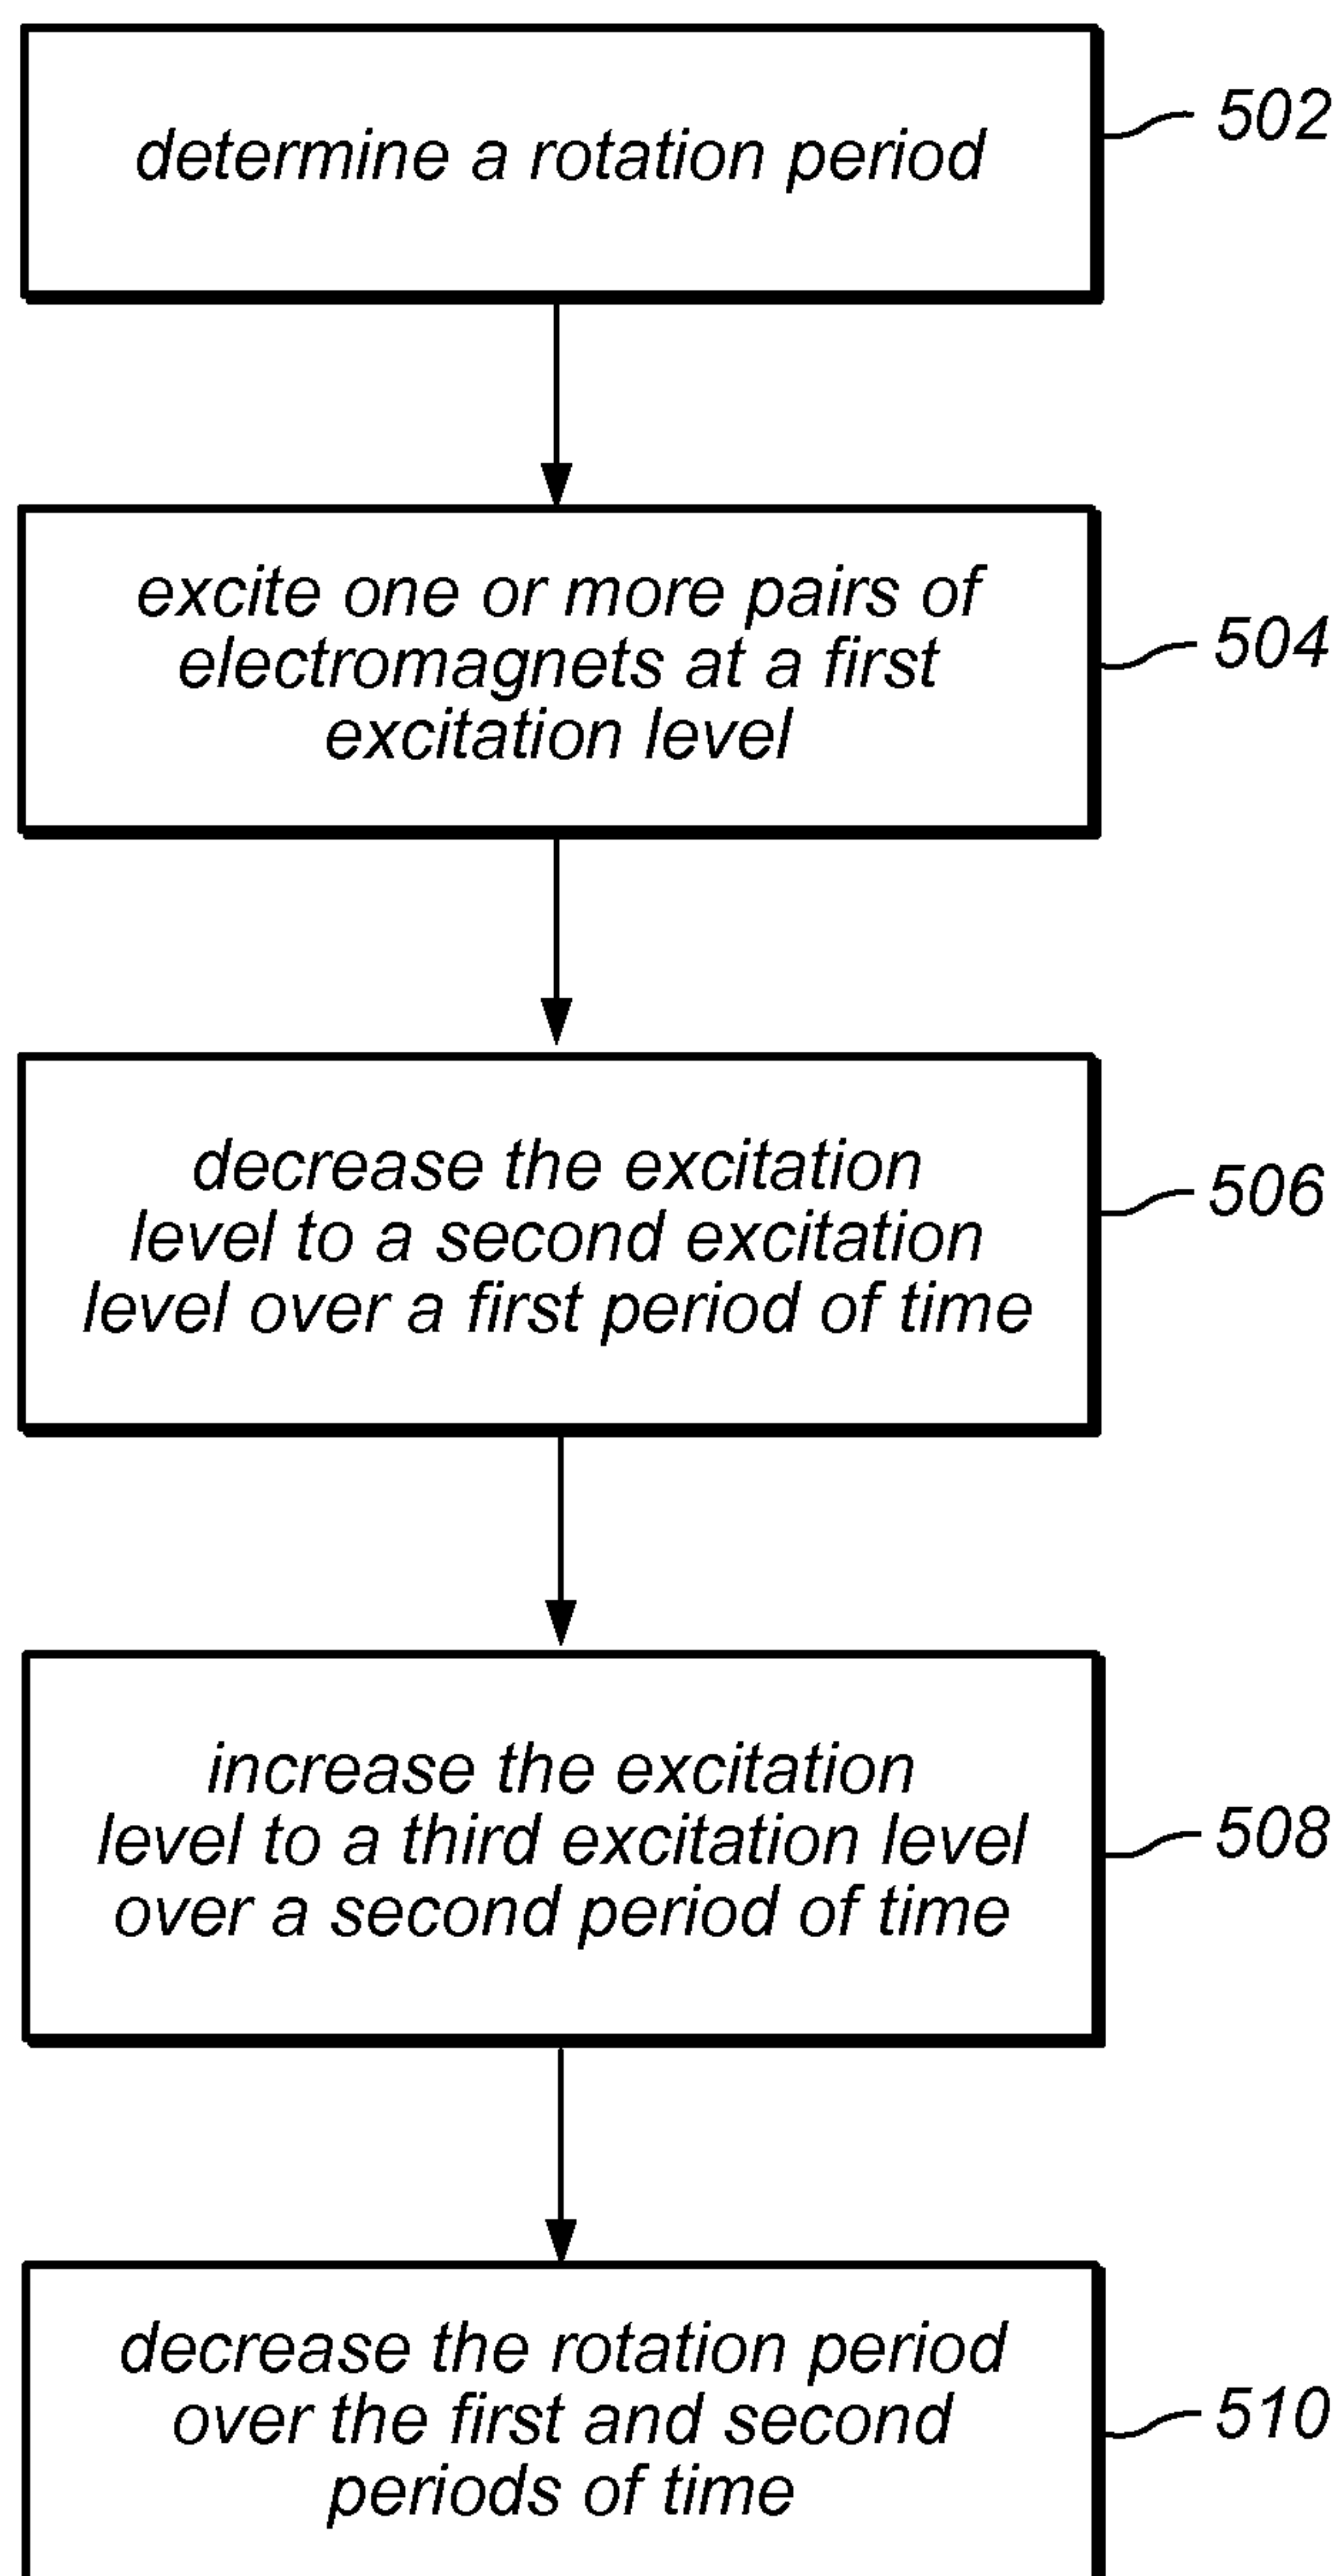 determine a rotation period
502
excite one or more pairs of
electromagnets at a first
excitation level
504
decrease the excitation
level to a second excitation
level over a first period of time
506
increase the excitation
level to a third excitation level
over a second period of time
508
decrease the rotation period
over the first and second
periods of time
510